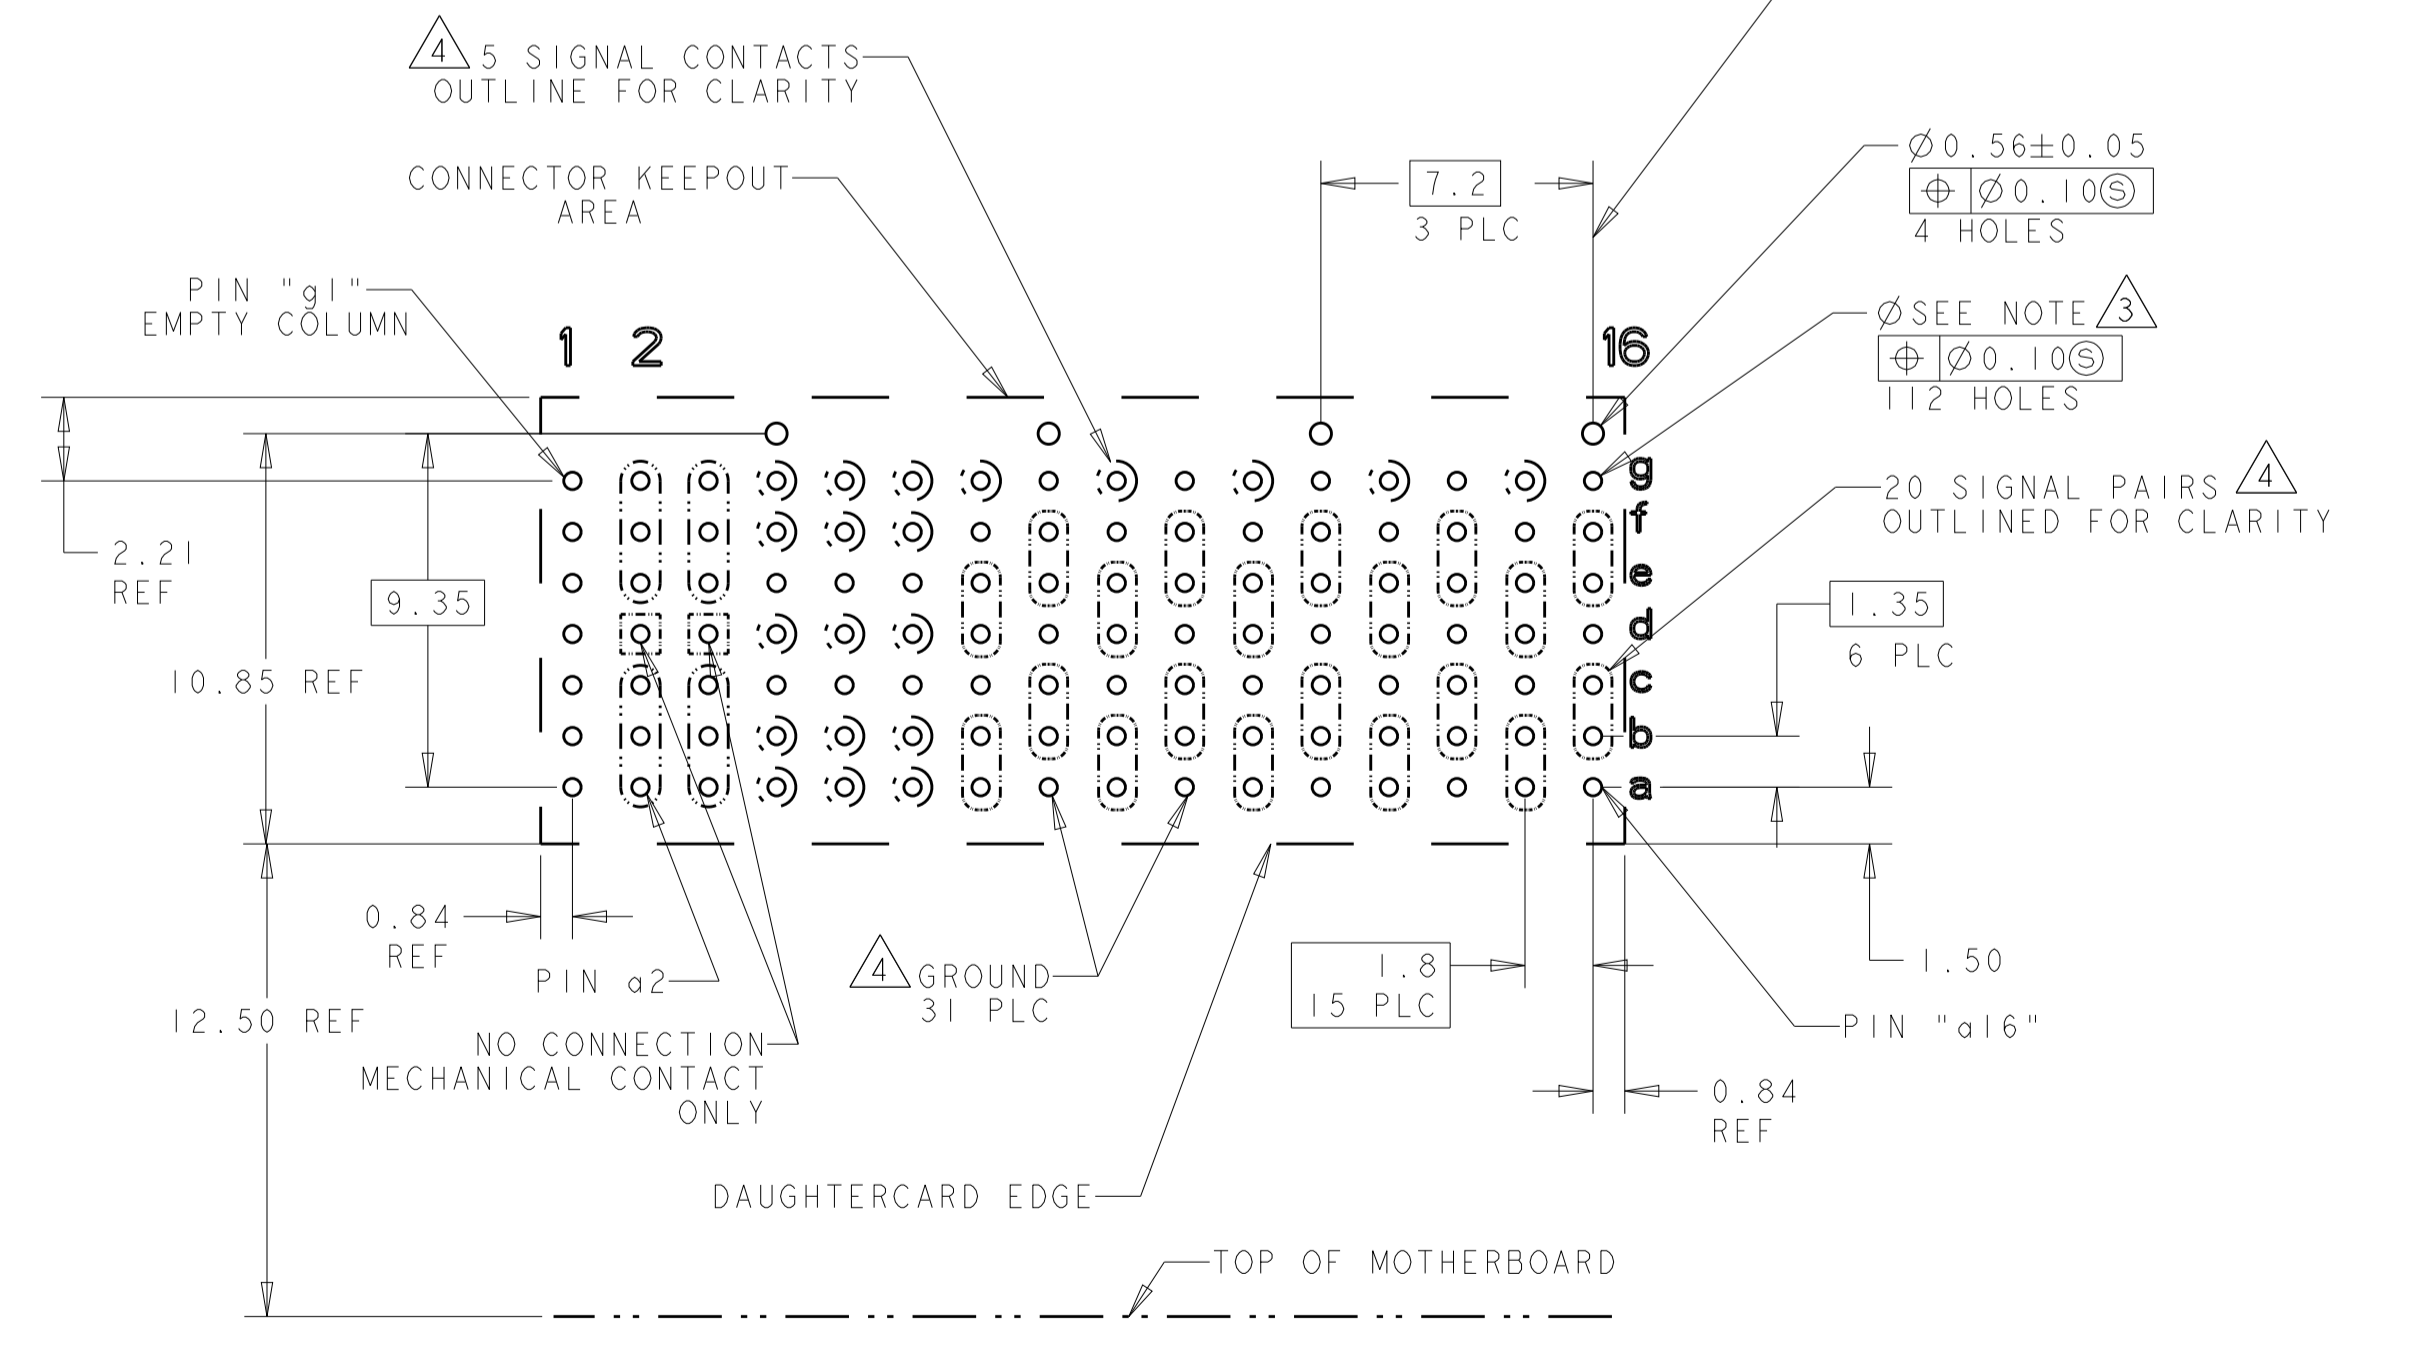 4 5 SIGNAL CONTACTS
OUTLINE FOR CLARITY
CONNECTOR KEEPOUT
AREA
PIN "g1"
EMPTY COLUMN
1 2 16
7.2
3 PLC
Ø0.56±0.05
⌖ Ø0.10Ⓢ
4 HOLES
ØSEE NOTE 3
⌖ Ø0.10Ⓢ
112 HOLES
20 SIGNAL PAIRS 4
OUTLINED FOR CLARITY
g
f
e
d
c
b
a
2.21
REF
9.35
10.85 REF
1.35
6 PLC
0.84
REF
PIN a2
4 GROUND
31 PLC
1.8
15 PLC
1.50
PIN "a16"
12.50 REF
NO CONNECTION
MECHANICAL CONTACT
ONLY
0.84
REF
DAUGHTERCARD EDGE
TOP OF MOTHERBOARD